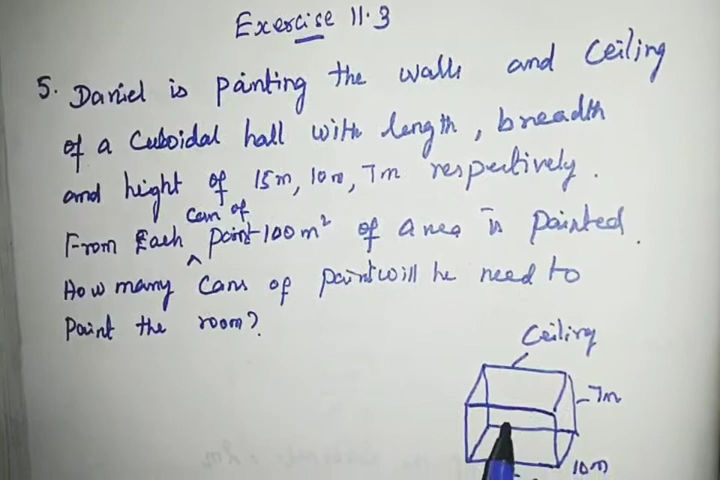 Exercise 11.3
5. Daniel is painting the walls and Ceiling
of a Cuboidal hall with length, breadth
and height of 15m, 10m, 7m respectively.
can of
From Each ^ paint 100m² of area is painted.
How many Cans of paint will he need to
Paint the room?
Ceiling
7m
10m